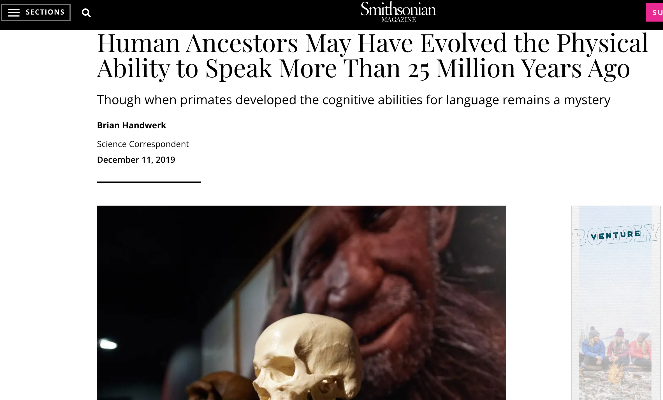 SECTIONS
Smithsonian
MAGAZINE
SU
Human Ancestors May Have Evolved the Physical
Ability to Speak More Than 25 Million Years Ago
Though when primates developed the cognitive abilities for language remains a mystery
Brian Handwerk
Science Correspondent
December 11, 2019
BOLDLY
VENTURE